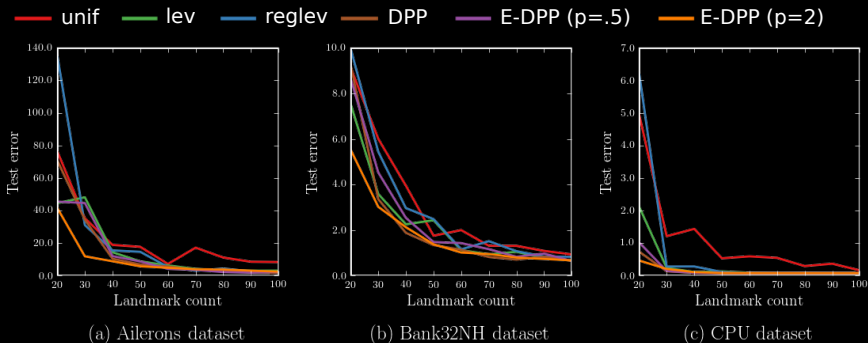 unif lev reglev DPP E-DPP (p=.5) E-DPP (p=2)
140.0 120.0 100.0 80.0 60.0 40.0 20.0 0.0
Test error
20 30 40 50 60 70 80 90 100
Landmark count
(a) Ailerons dataset
10.0 8.0 6.0 4.0 2.0 0.0
Test error
20 30 40 50 60 70 80 90 100
Landmark count
(b) Bank32NH dataset
7.0 6.0 5.0 4.0 3.0 2.0 1.0 0.0
Test error
20 30 40 50 60 70 80 90 100
Landmark count
(c) CPU dataset